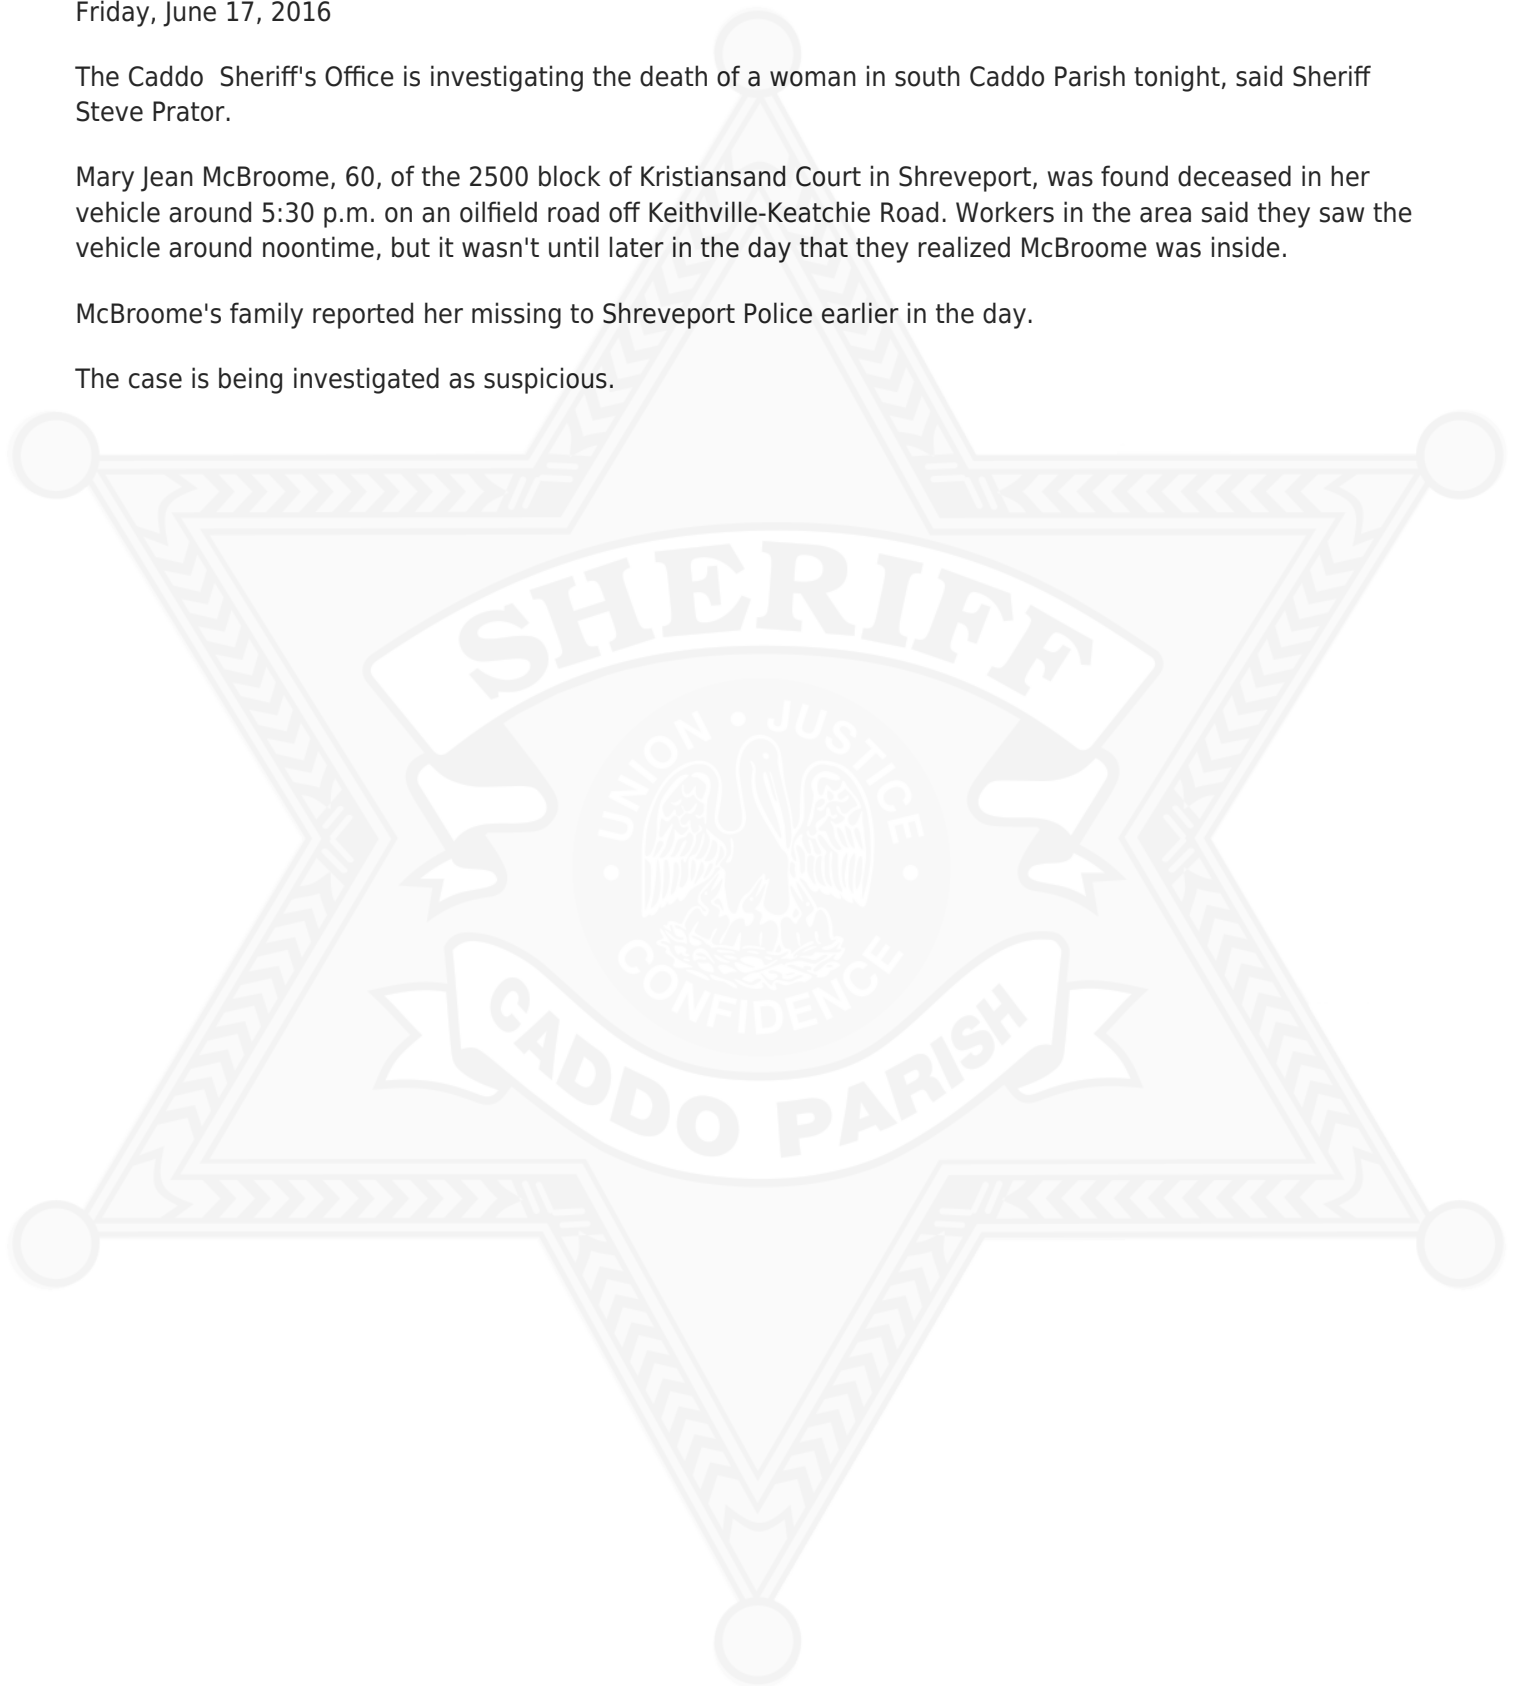 Friday, June 17, 2016
The Caddo  Sheriff's Office is investigating the death of a woman in south Caddo Parish tonight, said Sheriff
Steve Prator.
Mary Jean McBroome, 60, of the 2500 block of Kristiansand Court in Shreveport, was found deceased in her
vehicle around 5:30 p.m. on an oilfield road off Keithville-Keatchie Road. Workers in the area said they saw the
vehicle around noontime, but it wasn't until later in the day that they realized McBroome was inside.
McBroome's family reported her missing to Shreveport Police earlier in the day.
The case is being investigated as suspicious.
SHERIFF
UNION • JUSTICE
• CONFIDENCE •
CADDO PARISH